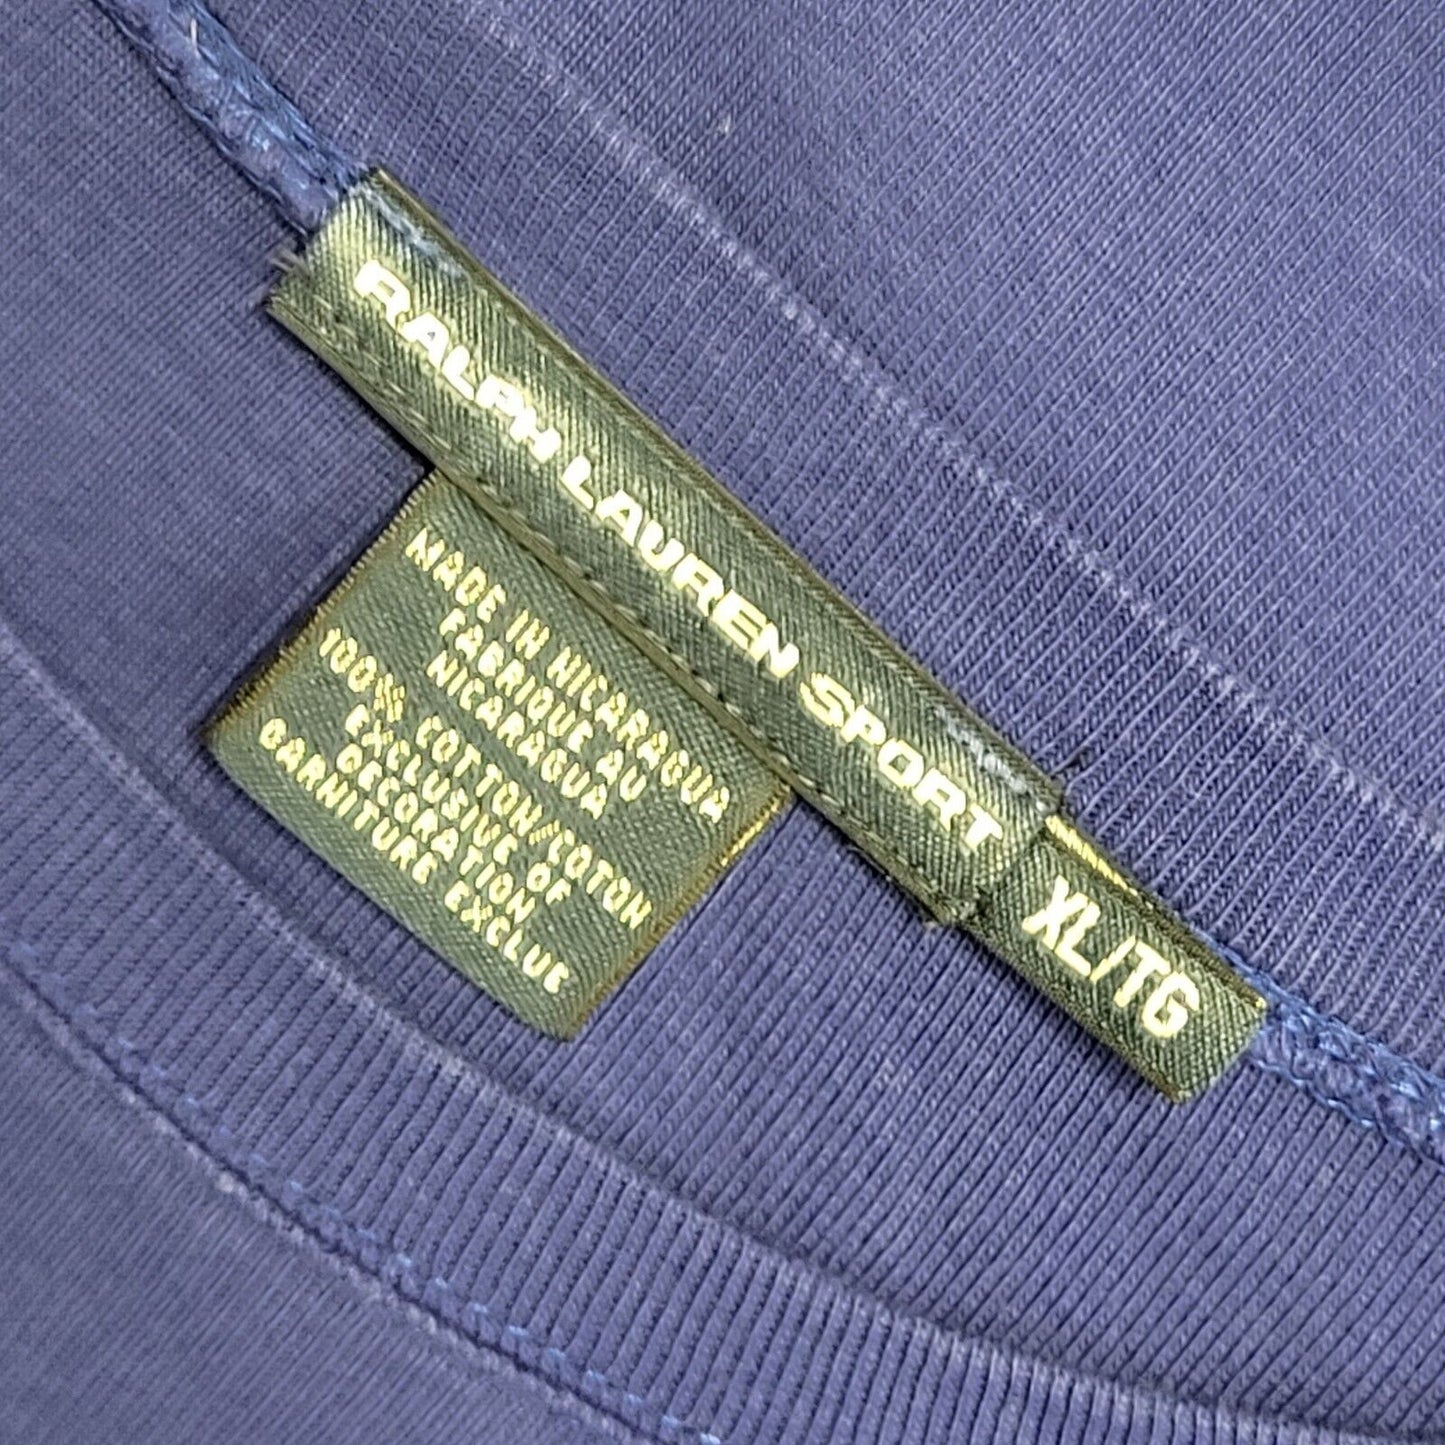 RALPH LAUREN SPORT
XL/TG
MADE IN NICARAGUA
FABRIQUE AU
NICARAGUA
100% COTTON/COTON
EXCLUSIVE OF
DECORATION
GARNITURE EXCLUE